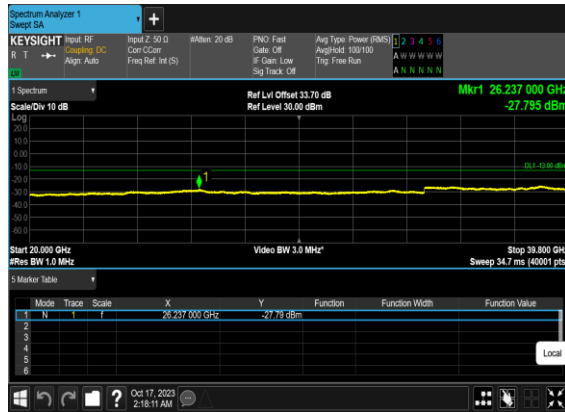 Spectrum Analyzer 1
Swept SA
KEYSIGHT Input: RF Input Z: 50 Ω #Atten: 20 dB PNO: Fast Avg Type: Power (RMS) 1 2 3 4 5 6
R T Coupling: DC Corr CCorr Gate: Off Avg|Hold: 100/100 A W W W W W
Align: Auto Freq Ref: Int (S) IF Gain: Low Trig: Free Run
LW Sig Track: Off A N N N N N
1 Spectrum Ref Lvl Offset 33.70 dB Mkr1 26.237 000 GHz
Scale/Div 10 dB Ref Level 30.00 dBm -27.795 dBm
Log
20.0
10.0
0.00
-10.0 DL1 -13.00 dBm
-20.0 1
-30.0
-40.0
-50.0
-60.0
Start 20.000 GHz Video BW 3.0 MHz* Stop 39.800 GHz
#Res BW 1.0 MHz Sweep 34.7 ms (40001 pts)
5 Marker Table
Mode Trace Scale X Y Function Function Width Function Value
1 N 1 f 26.237 000 GHz -27.79 dBm
2
3
4
5
6
Local
? Oct 17, 2023
2:18:11 AM